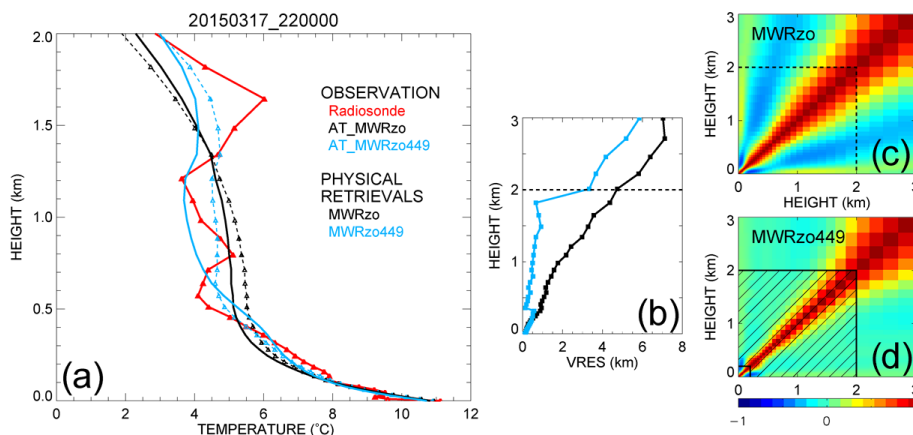 20150317_220000
2.0
1.5
1.0
0.5
0.0
HEIGHT (km)
(a)
OBSERVATION
Radiosonde
AT_MWRzo
AT_MWRzo449
PHYSICAL
RETRIEVALS
MWRzo
MWRzo449
0 2 4 6 8 10 12
TEMPERATURE (°C)
3
2
1
0
HEIGHT (km)
(b)
0 2 4 6 8
VRES (km)
MWRzo
3
2
1
0
HEIGHT (km)
(c)
0 1 2 3
HEIGHT (km)
MWRzo449
3
2
1
0
HEIGHT (km)
(d)
0 1 2 3
−1 0 1